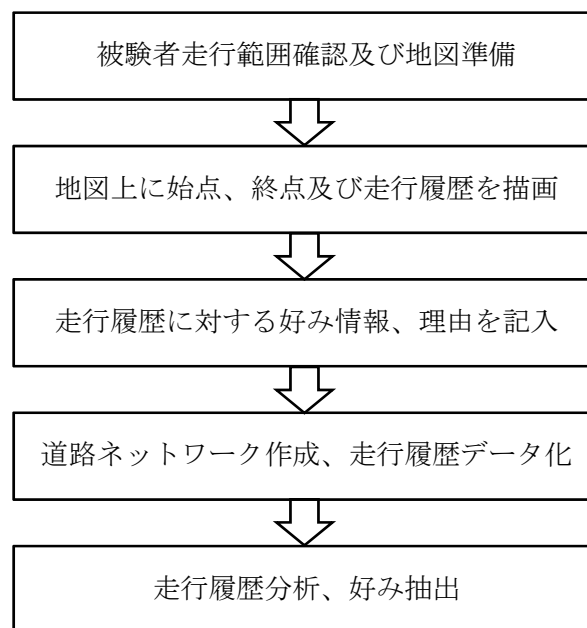 被験者走行範囲確認及び地図準備
地図上に始点、終点及び走行履歴を描画
走行履歴に対する好み情報、理由を記入
道路ネットワーク作成、走行履歴データ化
走行履歴分析、好み抽出